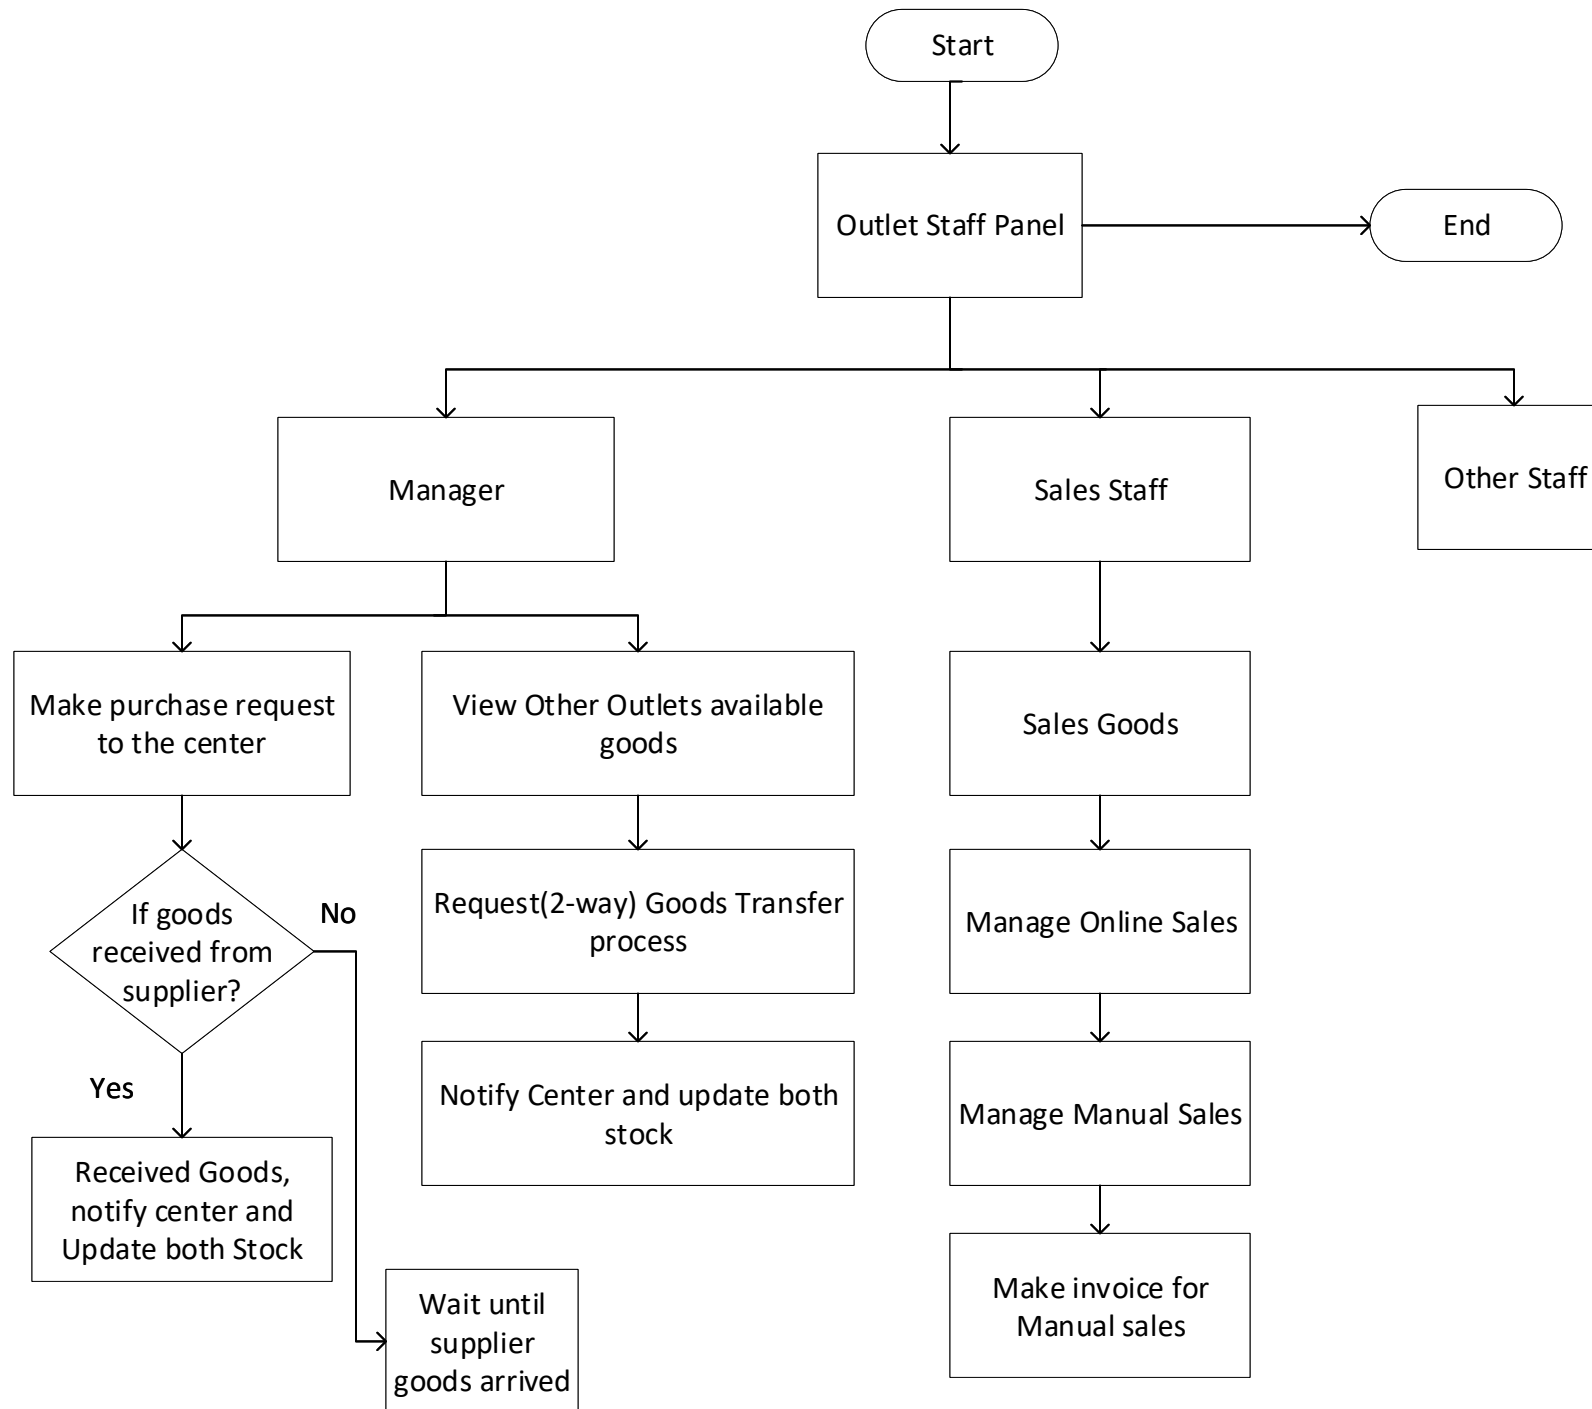 Start
Outlet Staff Panel
End
Manager
Sales Staff
Other Staff
Make purchase request
to the center
View Other Outlets available
goods
Sales Goods
If goods
received from
supplier?
No
Yes
Request(2-way) Goods Transfer
process
Manage Online Sales
Notify Center and update both
stock
Manage Manual Sales
Received Goods,
notify center and
Update both Stock
Wait until
supplier
goods arrived
Make invoice for
Manual sales